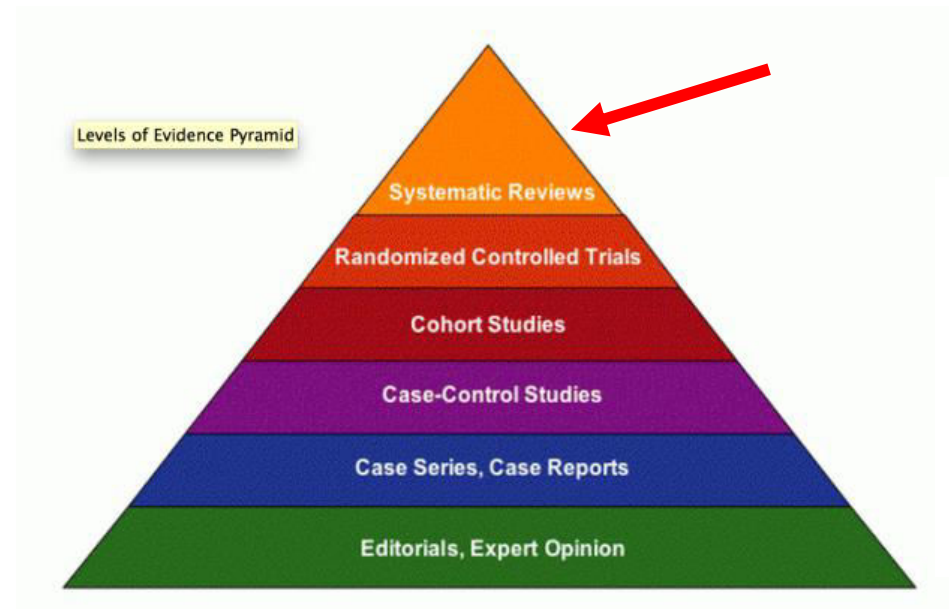 Levels of Evidence Pyramid
Systematic Reviews
Randomized Controlled Trials
Cohort Studies
Case-Control Studies
Case Series, Case Reports
Editorials, Expert Opinion